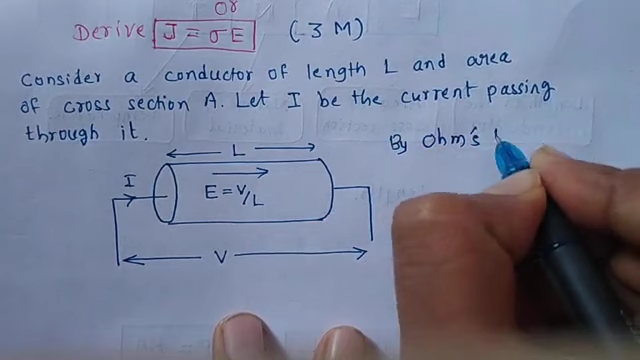 or
Derive J = σE (-3 M)
Consider a conductor of length L and area
of cross section A. Let I be the current passing
through it.
By Ohm's
L
I
E = V/L
V